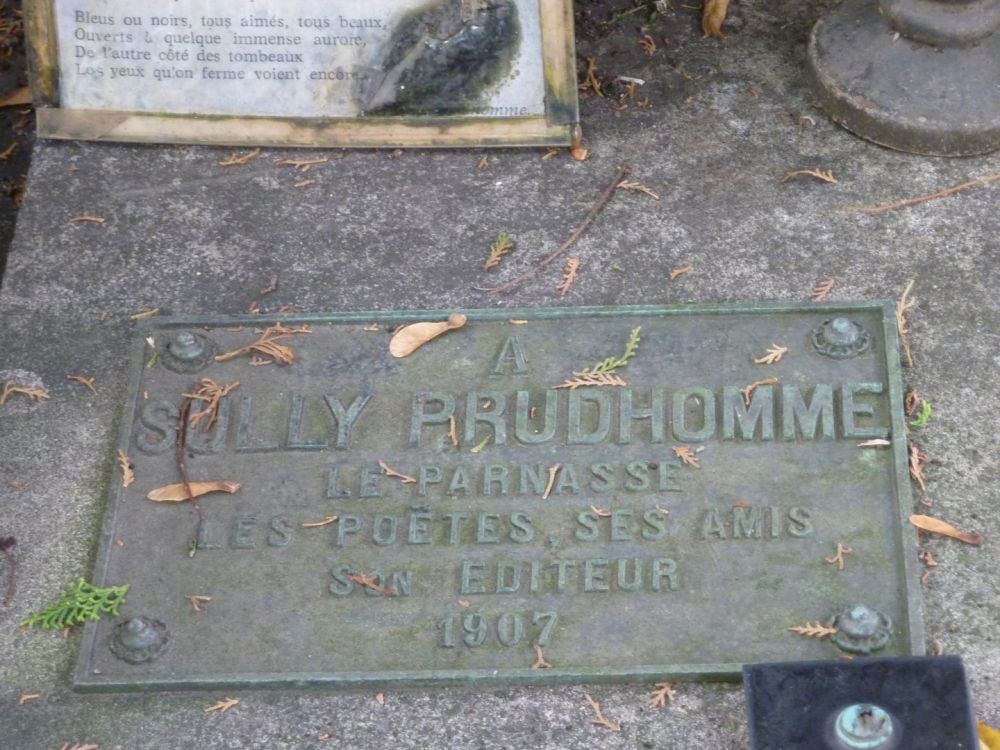 Bleus ou noirs, tous aimés, tous beaux,
Ouverts à quelque immense aurore,
De l'autre côté des tombeaux
Les yeux qu'on ferme voient encore.
A
SULLY PRUDHOMME
LE PARNASSE
LES POËTES, SES AMIS
SON EDITEUR
1907